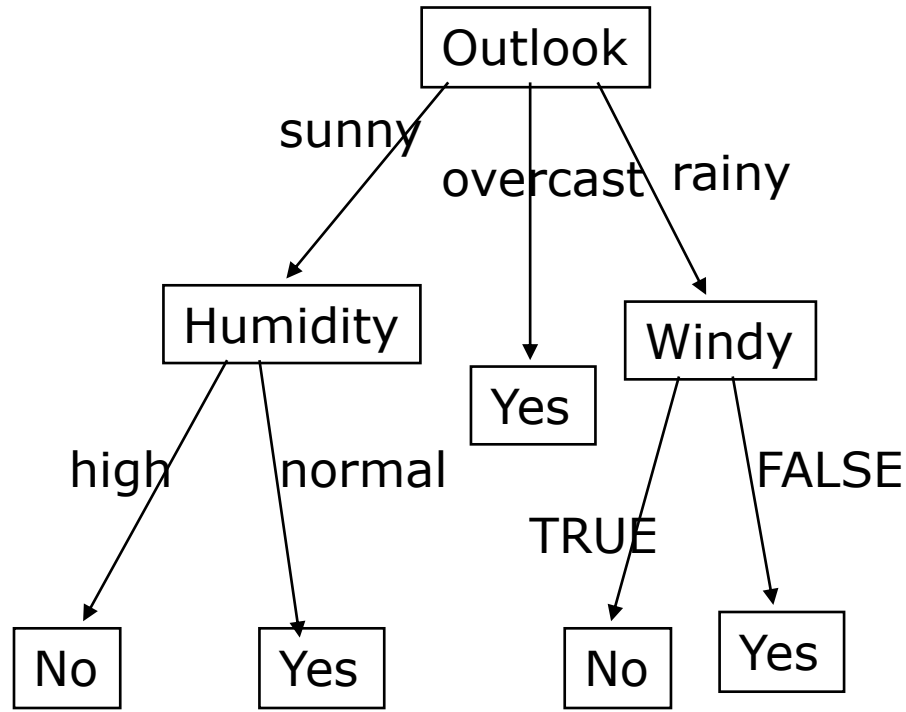 Outlook
sunny
overcast
rainy
Humidity
Windy
Yes
high
normal
TRUE
FALSE
No
Yes
No
Yes